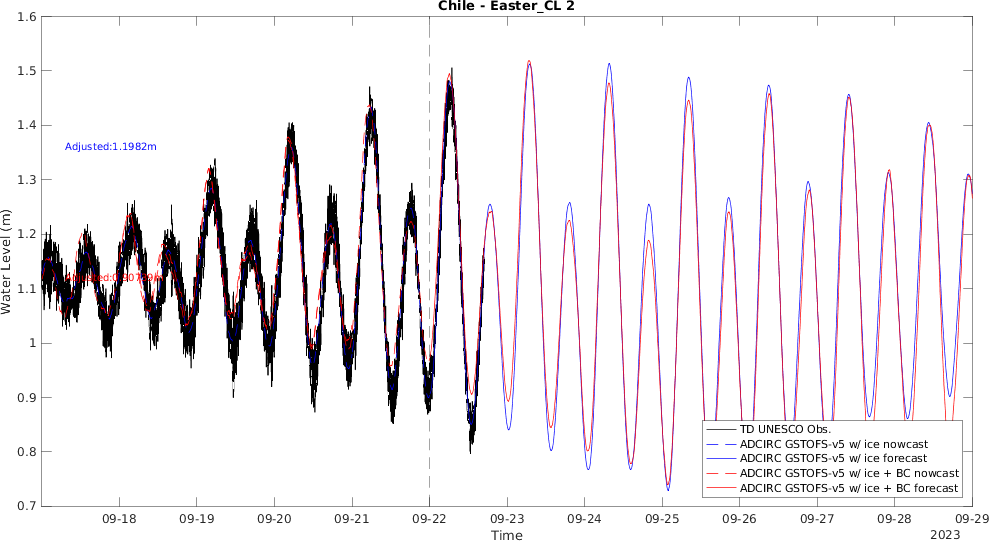 Chile - Easter_CL 2
1.6
1.5
1.4
1.3
1.2
1.1
1
0.9
0.8
0.7
Water Level (m)
Adjusted:1.1982m
TD UNESCO Obs.
ADCIRC GSTOFS-v5 w/ ice nowcast
ADCIRC GSTOFS-v5 w/ ice forecast
ADCIRC GSTOFS-v5 w/ ice + BC nowcast
ADCIRC GSTOFS-v5 w/ ice + BC forecast
09-18
09-19
09-20
09-21
09-22
09-23
09-24
09-25
09-26
09-27
09-28
09-29
Time
2023